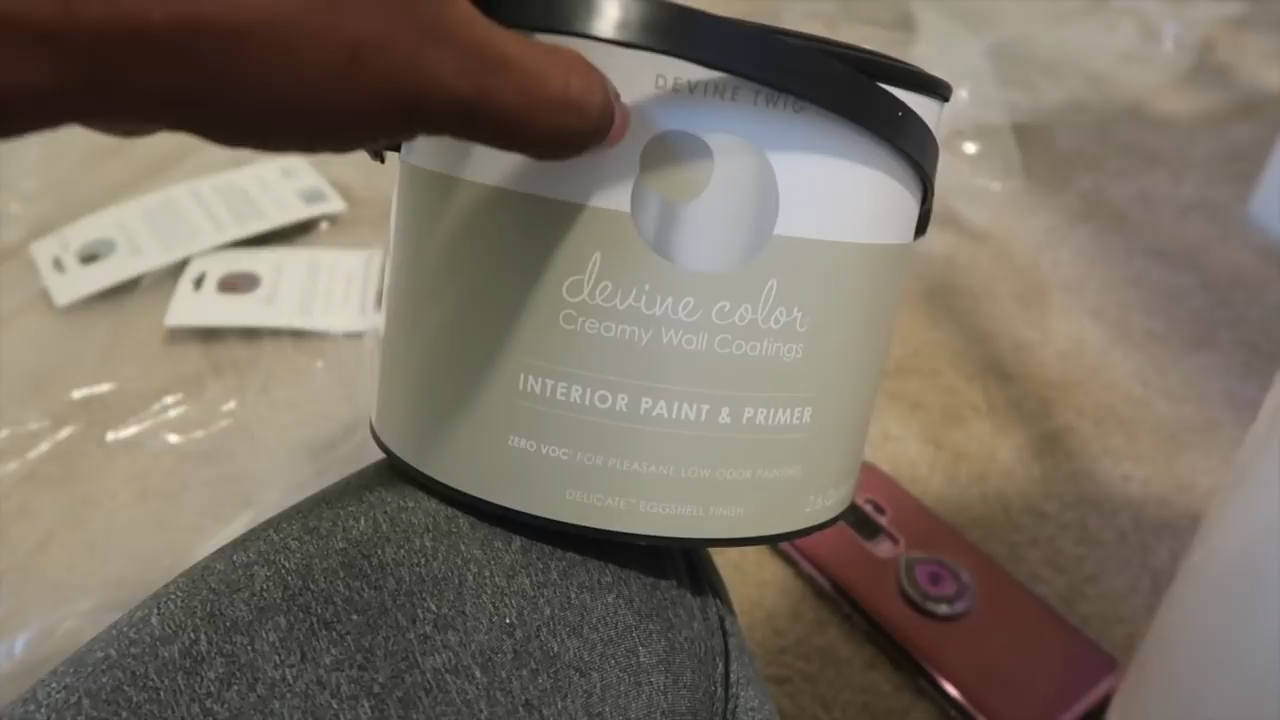 DEVINE TWIG
devine color
Creamy Wall Coatings
INTERIOR PAINT & PRIMER
ZERO VOC* FOR PLEASANT, LOW-ODOR PAINTING
DELICATE™ EGGSHELL FINISH